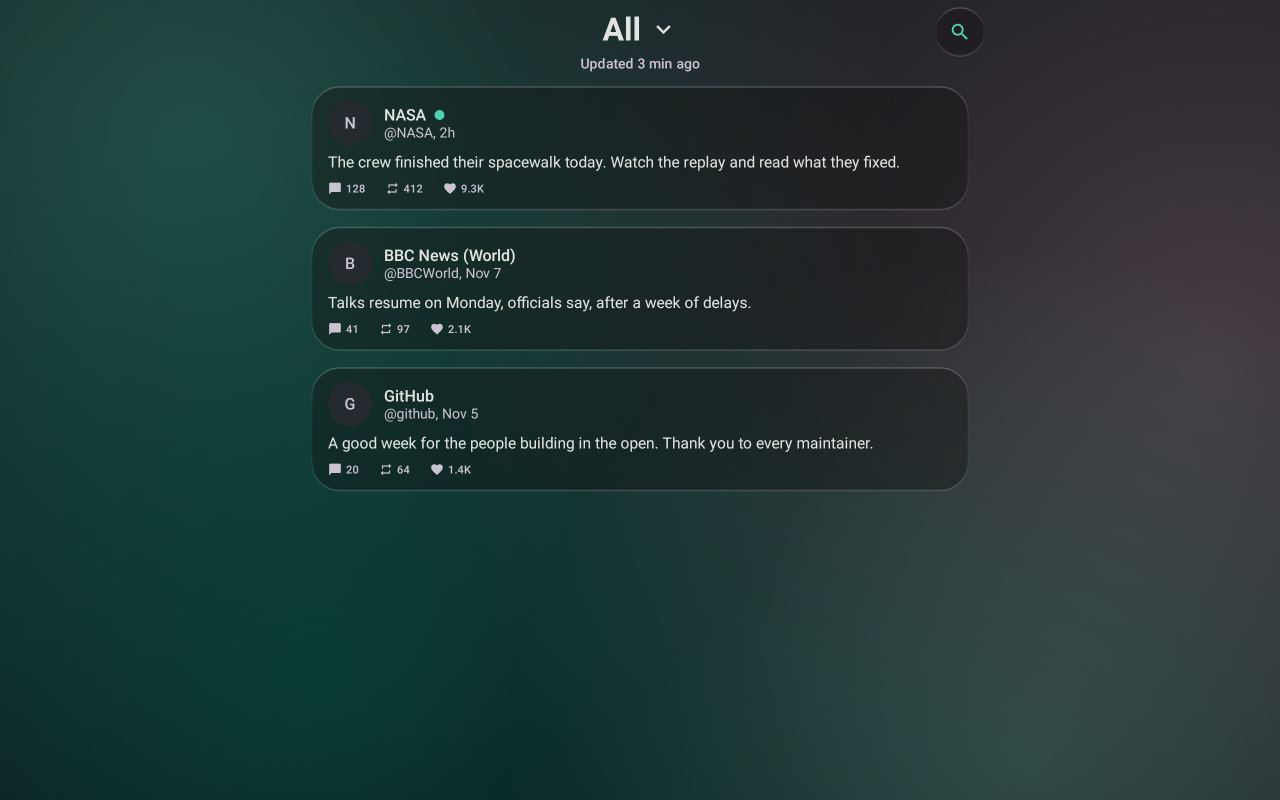 All
Updated 3 min ago
N
NASA
@NASA, 2h
The crew finished their spacewalk today. Watch the replay and read what they fixed.
128 412 9.3K
B
BBC News (World)
@BBCWorld, Nov 7
Talks resume on Monday, officials say, after a week of delays.
41 97 2.1K
G
GitHub
@github, Nov 5
A good week for the people building in the open. Thank you to every maintainer.
20 64 1.4K